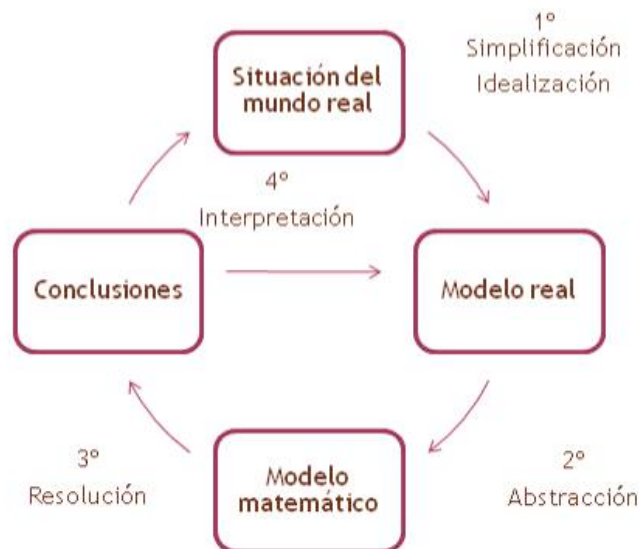 1º
Simplificación
Idealización
Situación del
mundo real
4º
Interpretación
Conclusiones
Modelo real
3º
Resolución
Modelo
matemático
2º
Abstracción